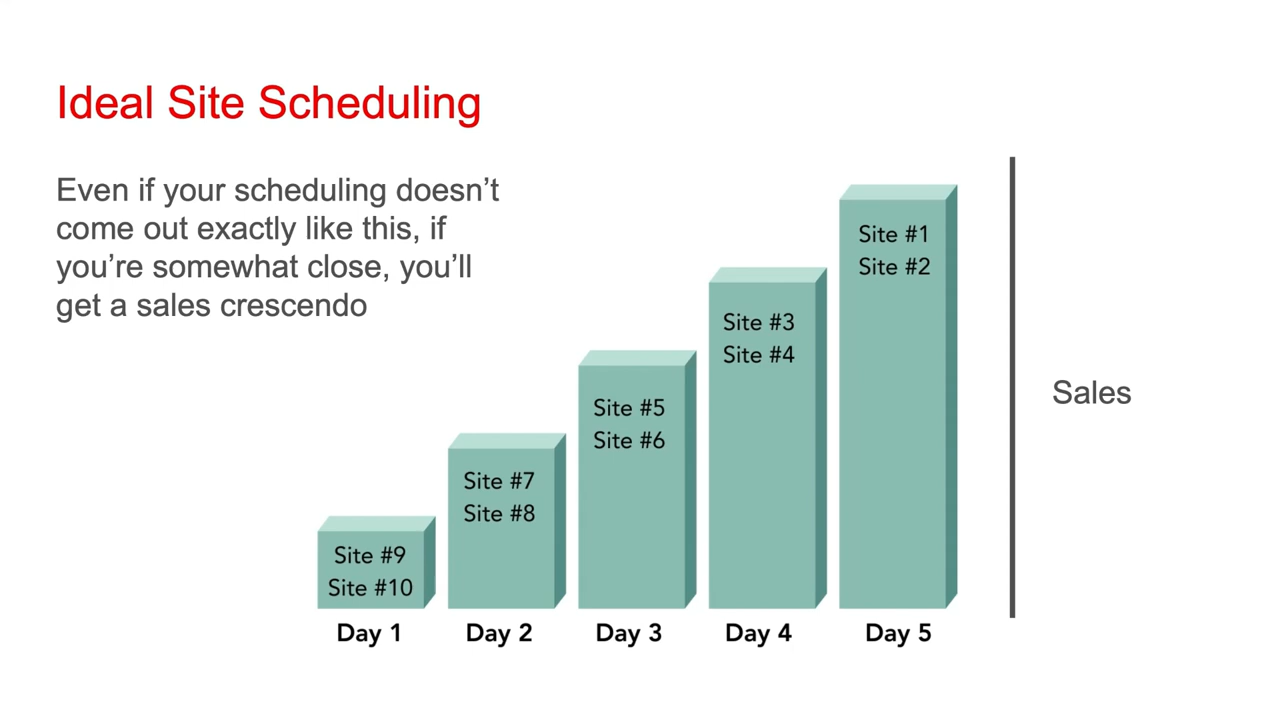 Ideal Site Scheduling
Even if your scheduling doesn’t
come out exactly like this, if
you’re somewhat close, you’ll
get a sales crescendo
Site #9
Site #10
Site #7
Site #8
Site #5
Site #6
Site #3
Site #4
Site #1
Site #2
Day 1
Day 2
Day 3
Day 4
Day 5
Sales